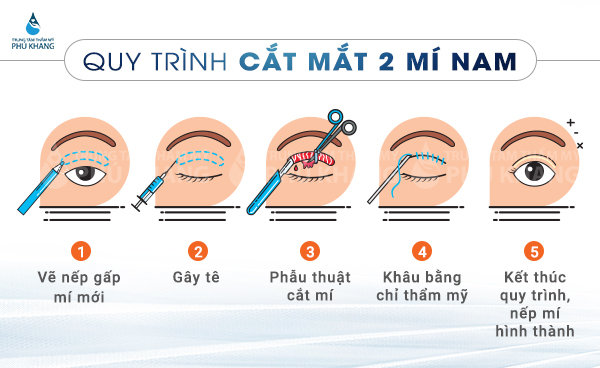 TRUNG TÂM THẨM MỸ
PHÚ KHANG
QUY TRÌNH CẮT MẮT 2 MÍ NAM
1
Vẽ nếp gấp
mí mới
2
Gây tê
3
Phẫu thuật
cắt mí
4
Khâu bằng
chỉ thẩm mỹ
5
Kết thúc
quy trình,
nếp mí
hình thành